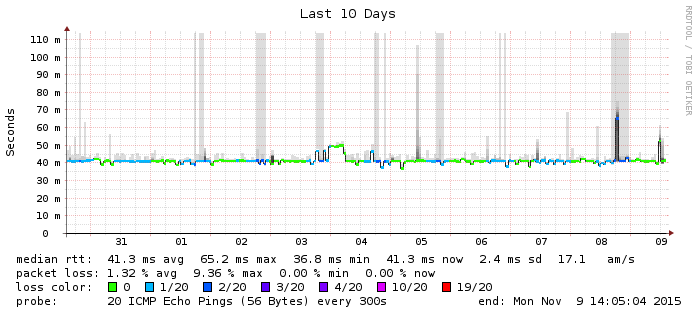 Last 10 Days
RRDTOOL / TOBI OETIKER
Seconds
110 m
100 m
90 m
80 m
70 m
60 m
50 m
40 m
30 m
20 m
10 m
0
31 01 02 03 04 05 06 07 08 09
median rtt: 41.3 ms avg 65.2 ms max 36.8 ms min 41.3 ms now 2.4 ms sd 17.1 am/s
packet loss: 1.32 % avg 9.36 % max 0.00 % min 0.00 % now
loss color: 0 1/20 2/20 3/20 4/20 10/20 19/20
probe: 20 ICMP Echo Pings (56 Bytes) every 300s end: Mon Nov 9 14:05:04 2015